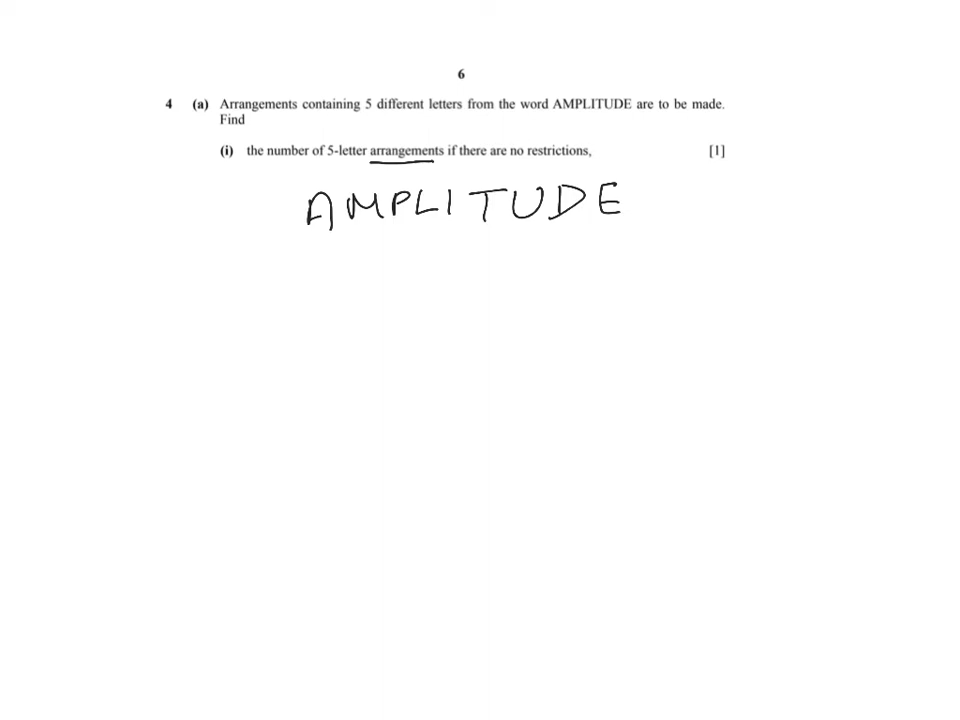 6
4 (a) Arrangements containing 5 different letters from the word AMPLITUDE are to be made.
Find
(i) the number of 5-letter arrangements if there are no restrictions, [1]
AMPLITUDE